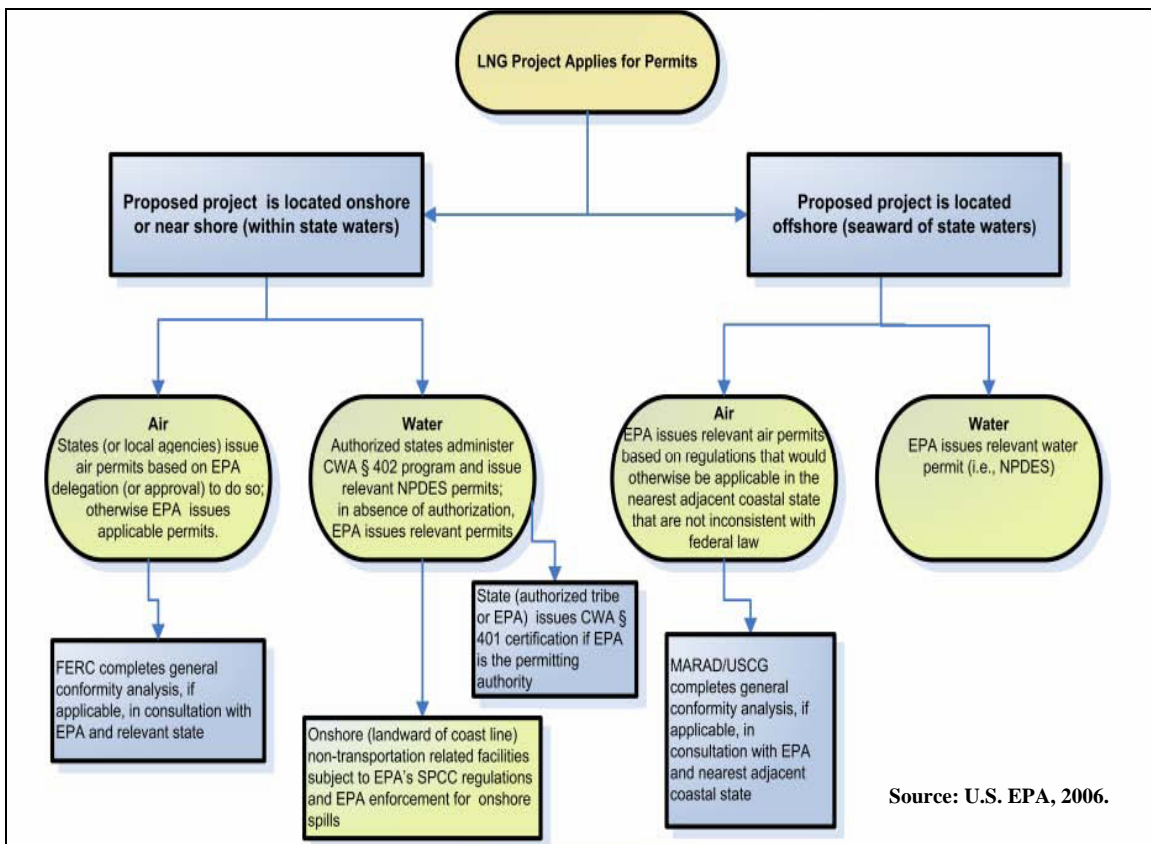 LNG Project Applies for Permits
Proposed project is located onshore
or near shore (within state waters)
Proposed project is located
offshore (seaward of state waters)
Air
States (or local agencies) issue
air permits based on EPA
delegation (or approval) to do so;
otherwise EPA issues
applicable permits.
Water
Authorized states administer
CWA § 402 program and issue
relevant NPDES permits;
in absence of authorization,
EPA issues relevant permits
Air
EPA issues relevant air permits
based on regulations that would
otherwise be applicable in the
nearest adjacent coastal state
that are not inconsistent with
federal law
Water
EPA issues relevant water
permit (i.e., NPDES)
FERC completes general
conformity analysis, if
applicable, in consultation with
EPA and relevant state
State (authorized tribe
or EPA) issues CWA §
401 certification if EPA
is the permitting
authority
Onshore (landward of coast line)
non-transportation related facilities
subject to EPA's SPCC regulations
and EPA enforcement for onshore
spills
MARAD/USCG
completes general
conformity analysis, if
applicable, in
consultation with EPA
and nearest adjacent
coastal state
Source: U.S. EPA, 2006.